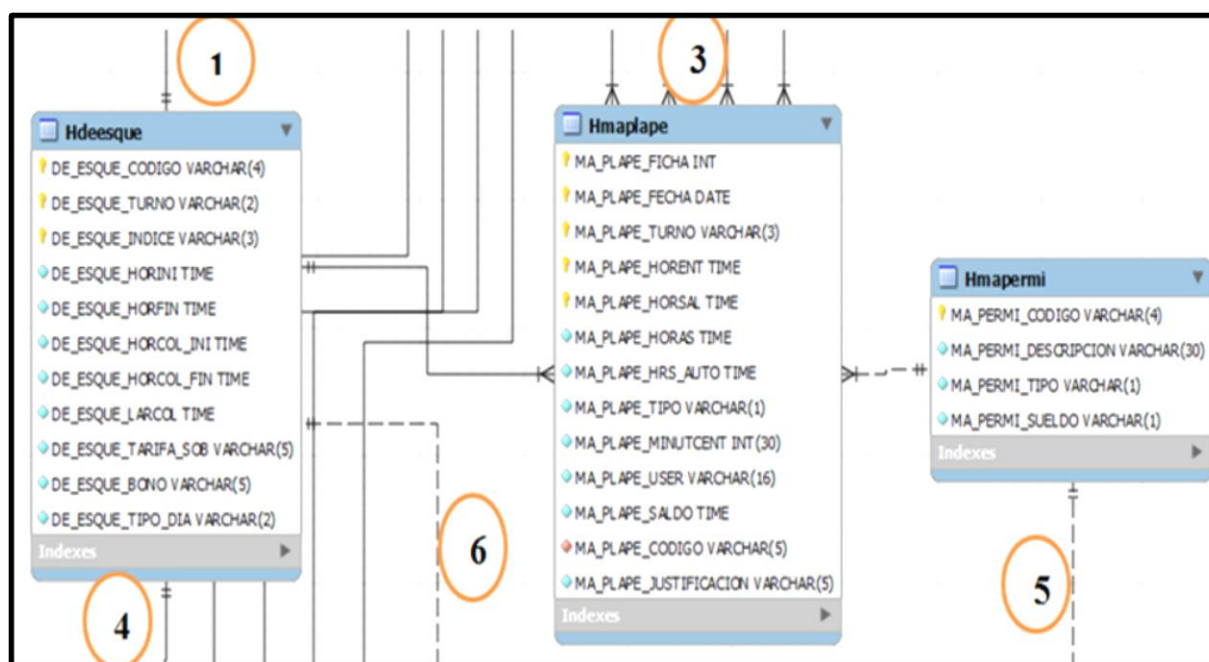 1
3
Hdeesque
DE_ESQUE_CODIGO VARCHAR(4)
DE_ESQUE_TURNO VARCHAR(2)
DE_ESQUE_INDICE VARCHAR(3)
DE_ESQUE_HORINI TIME
DE_ESQUE_HORFIN TIME
DE_ESQUE_HORCOL_INI TIME
DE_ESQUE_HORCOL_FIN TIME
DE_ESQUE_LARCOL TIME
DE_ESQUE_TARIFA_SOB VARCHAR(5)
DE_ESQUE_BONO VARCHAR(5)
DE_ESQUE_TIPO_DIA VARCHAR(2)
Indexes
4
6
Hmaplape
MA_PLAPE_FICHA INT
MA_PLAPE_FECHA DATE
MA_PLAPE_TURNO VARCHAR(3)
MA_PLAPE_HORENT TIME
MA_PLAPE_HORSAL TIME
MA_PLAPE_HORAS TIME
MA_PLAPE_HRS_AUTO TIME
MA_PLAPE_TIPO VARCHAR(1)
MA_PLAPE_MINUTCENT INT(30)
MA_PLAPE_USER VARCHAR(16)
MA_PLAPE_SALDO TIME
MA_PLAPE_CODIGO VARCHAR(5)
MA_PLAPE_JUSTIFICACION VARCHAR(5)
Indexes
Hmapermi
MA_PERMI_CODIGO VARCHAR(4)
MA_PERMI_DESCRIPCION VARCHAR(30)
MA_PERMI_TIPO VARCHAR(1)
MA_PERMI_SUELDO VARCHAR(1)
Indexes
5